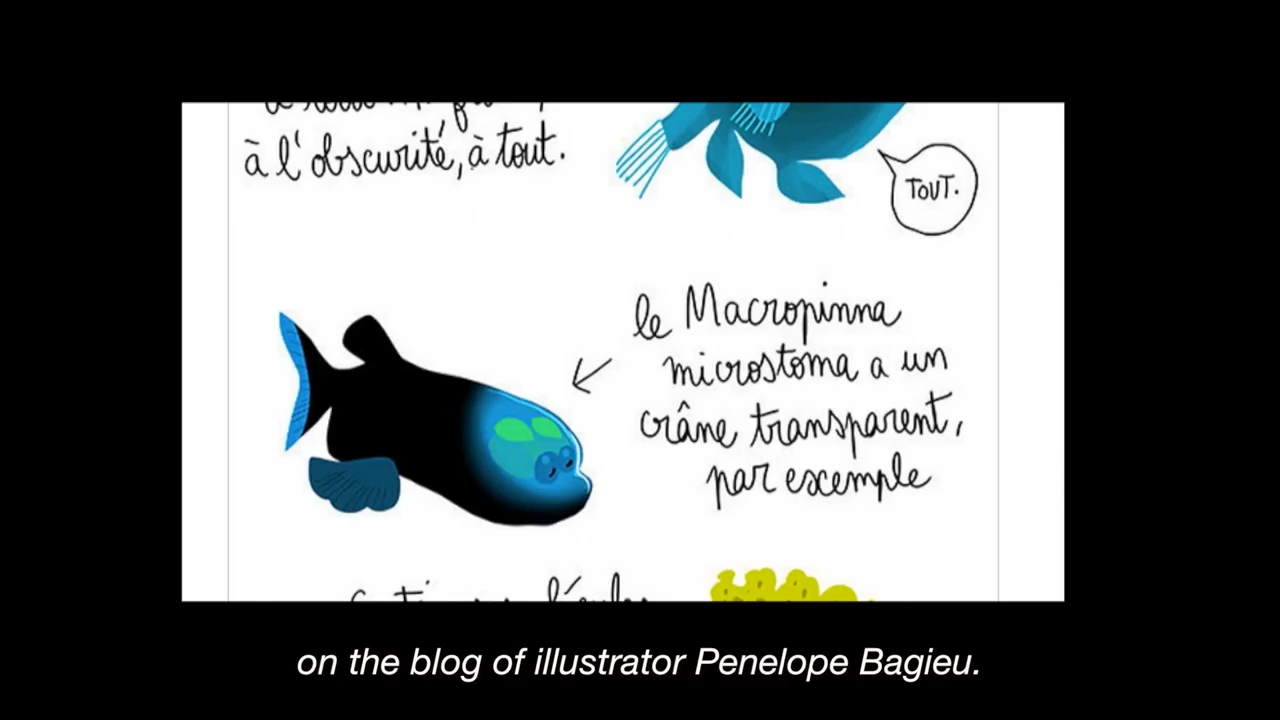 à l'obscurité, à tout.
TOUT.
le Macropinna
microstoma a un
crâne transparent,
par exemple
on the blog of illustrator Penelope Bagieu.